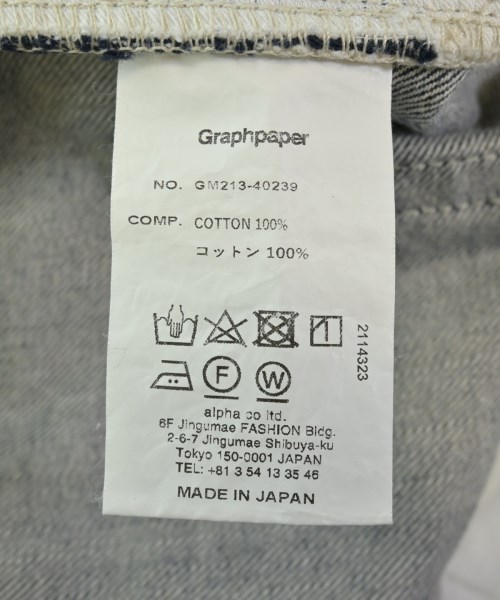 Graphpaper
NO. GM213-40239
COMP. COTTON 100%
コットン 100%
2114323
F W
alpha co ltd.
6F Jingumae FASHION Bldg.
2-6-7 Jingumae Shibuya-ku
Tokyo 150-0001 JAPAN
TEL: +81 3 54 13 35 46
MADE IN JAPAN